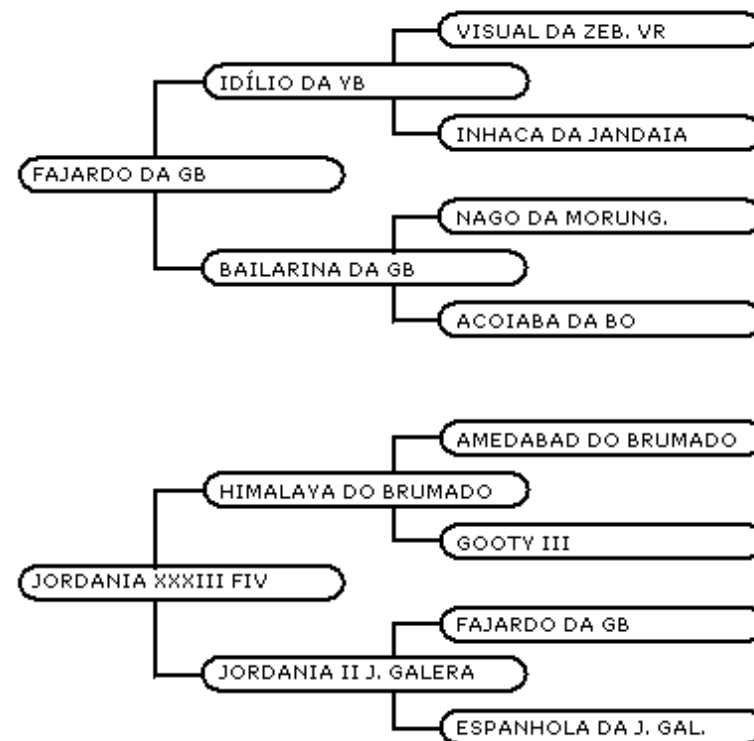 VISUAL DA ZEB. VR
IDÍLIO DA YB
INHACA DA JANDAIA
FAJARDO DA GB
NAGO DA MORUNG.
BAILARINA DA GB
ACOIABA DA BO
AMEDABAD DO BRUMADO
HIMALAYA DO BRUMADO
GOOTY III
JORDANIA XXXIII FIV
FAJARDO DA GB
JORDANIA II J. GALERA
ESPANHOLA DA J. GAL.